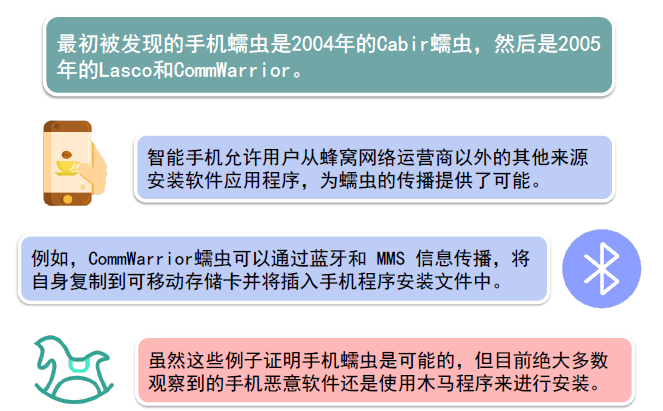 最初被发现的手机蠕虫是2004年的Cabir蠕虫，然后是2005
年的Lasco和CommWarrior。
智能手机允许用户从蜂窝网络运营商以外的其他来源
安装软件应用程序，为蠕虫的传播提供了可能。
例如，CommWarrior蠕虫可以通过蓝牙和 MMS 信息传播，将
自身复制到可移动存储卡并将插入手机程序安装文件中。
虽然这些例子证明手机蠕虫是可能的，但目前绝大多数
观察到的手机恶意软件还是使用木马程序来进行安装。